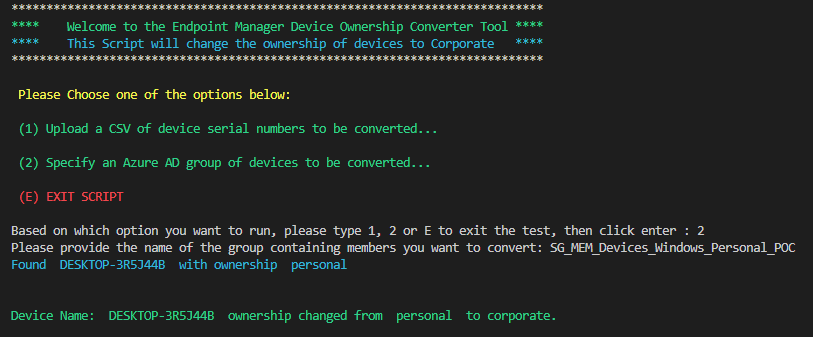 ****************************************************************************
****    Welcome to the Endpoint Manager Device Ownership Converter Tool ****
****    This Script will change the ownership of devices to Corporate   ****
****************************************************************************
Please Choose one of the options below:
(1) Upload a CSV of device serial numbers to be converted...
(2) Specify an Azure AD group of devices to be converted...
(E) EXIT SCRIPT
Based on which option you want to run, please type 1, 2 or E to exit the test, then click enter : 2
Please provide the name of the group containing members you want to convert: SG_MEM_Devices_Windows_Personal_POC
Found  DESKTOP-3R5J44B  with ownership  personal
Device Name:  DESKTOP-3R5J44B  ownership changed from  personal  to corporate.